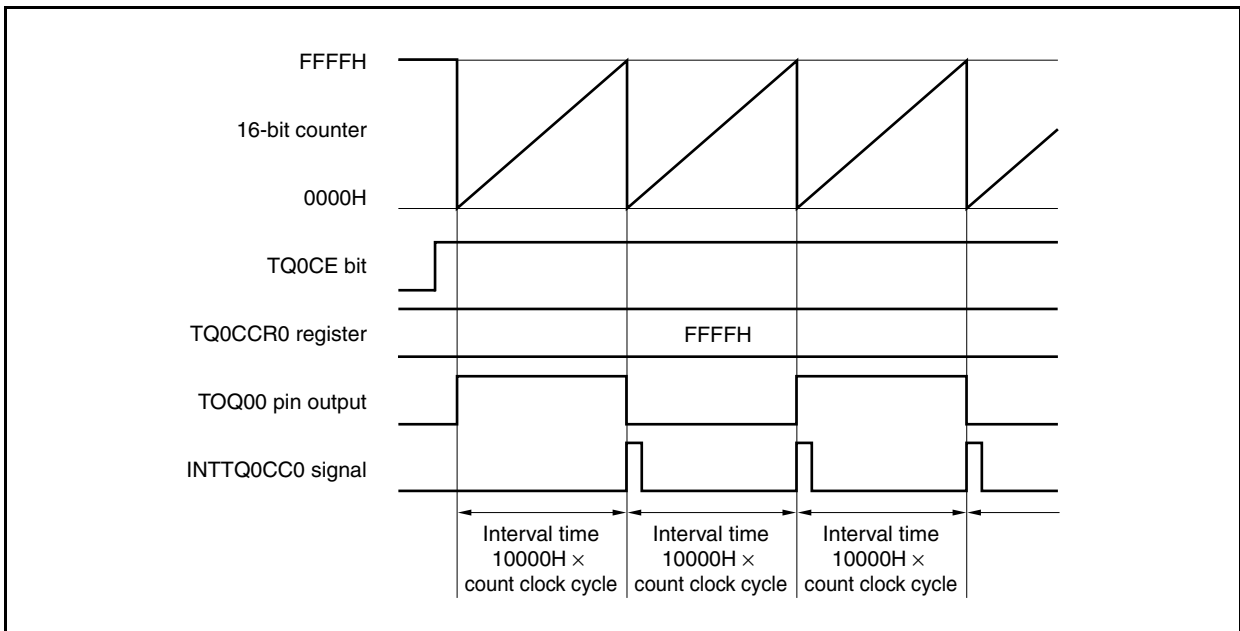 FFFFH
16-bit counter
0000H
TQ0CE bit
TQ0CCR0 register
FFFFH
TOQ00 pin output
INTTQ0CC0 signal
Interval time
10000H ×
count clock cycle
Interval time
10000H ×
count clock cycle
Interval time
10000H ×
count clock cycle